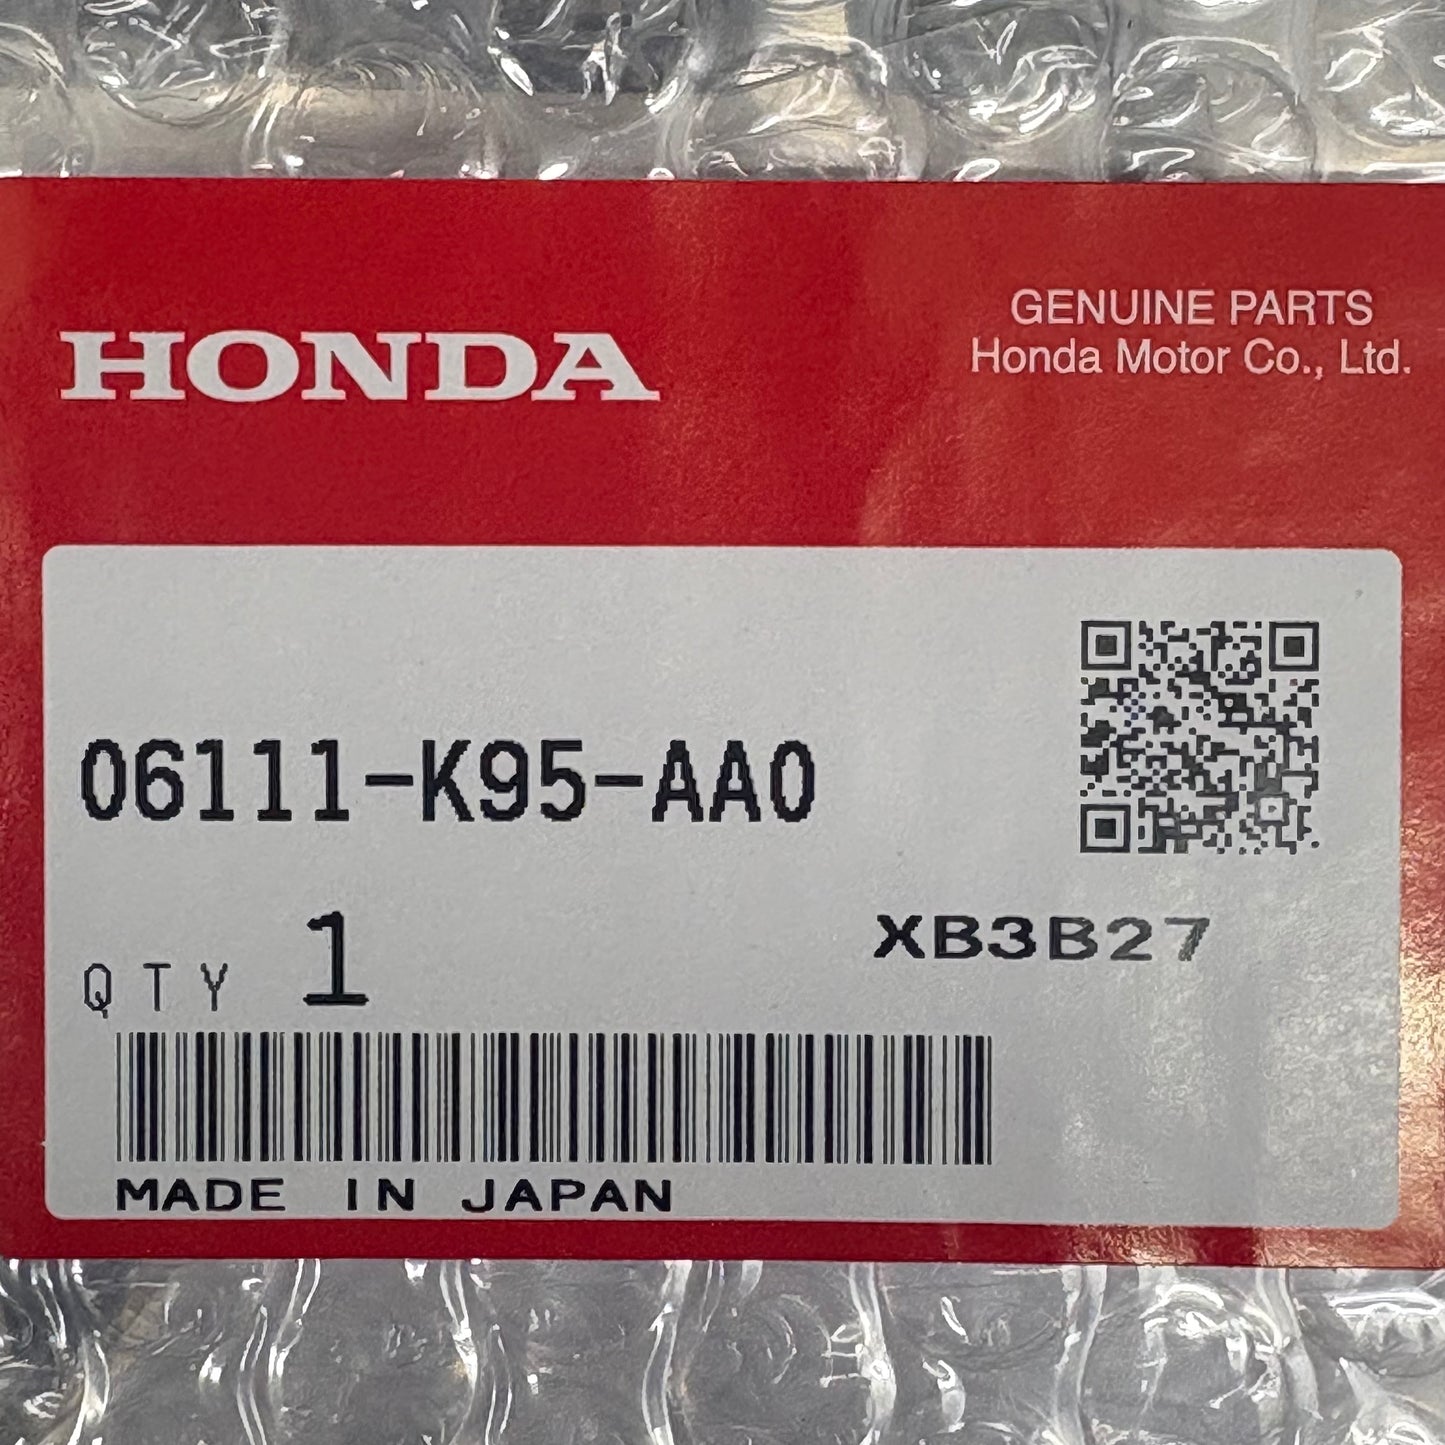 HONDA
GENUINE PARTS
Honda Motor Co., Ltd.
06111-K95-AA0
QTY 1
XB3B27
MADE IN JAPAN